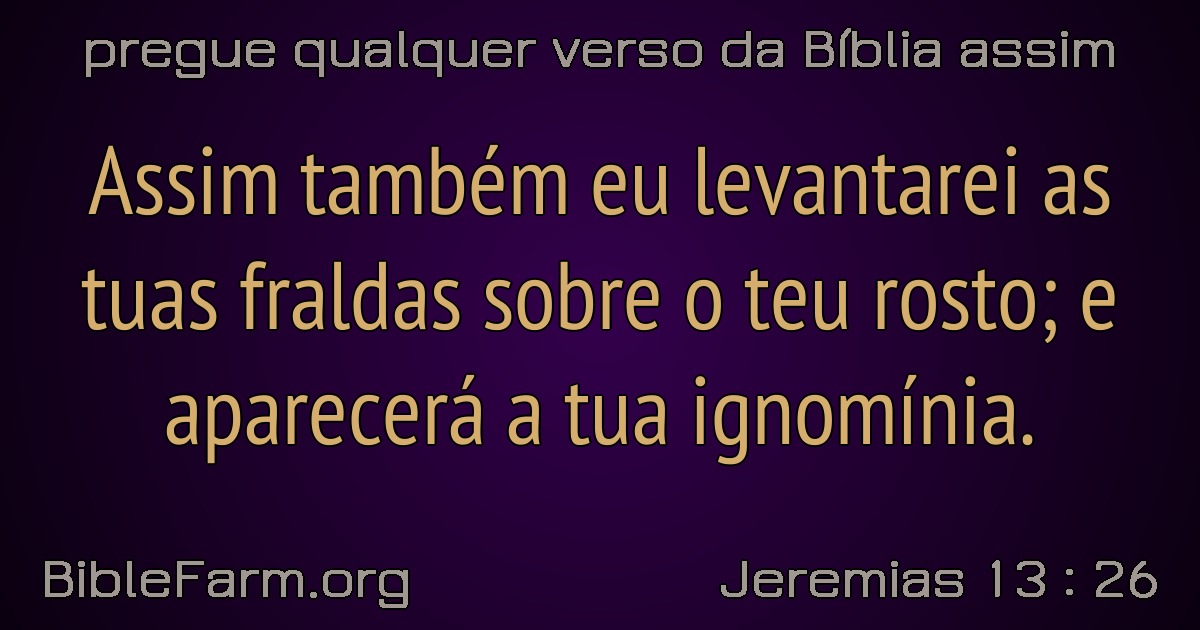 pregue qualquer verso da Bíblia assim
Assim também eu levantarei as
tuas fraldas sobre o teu rosto; e
aparecerá a tua ignomínia.
BibleFarm.org
Jeremias 13 : 26